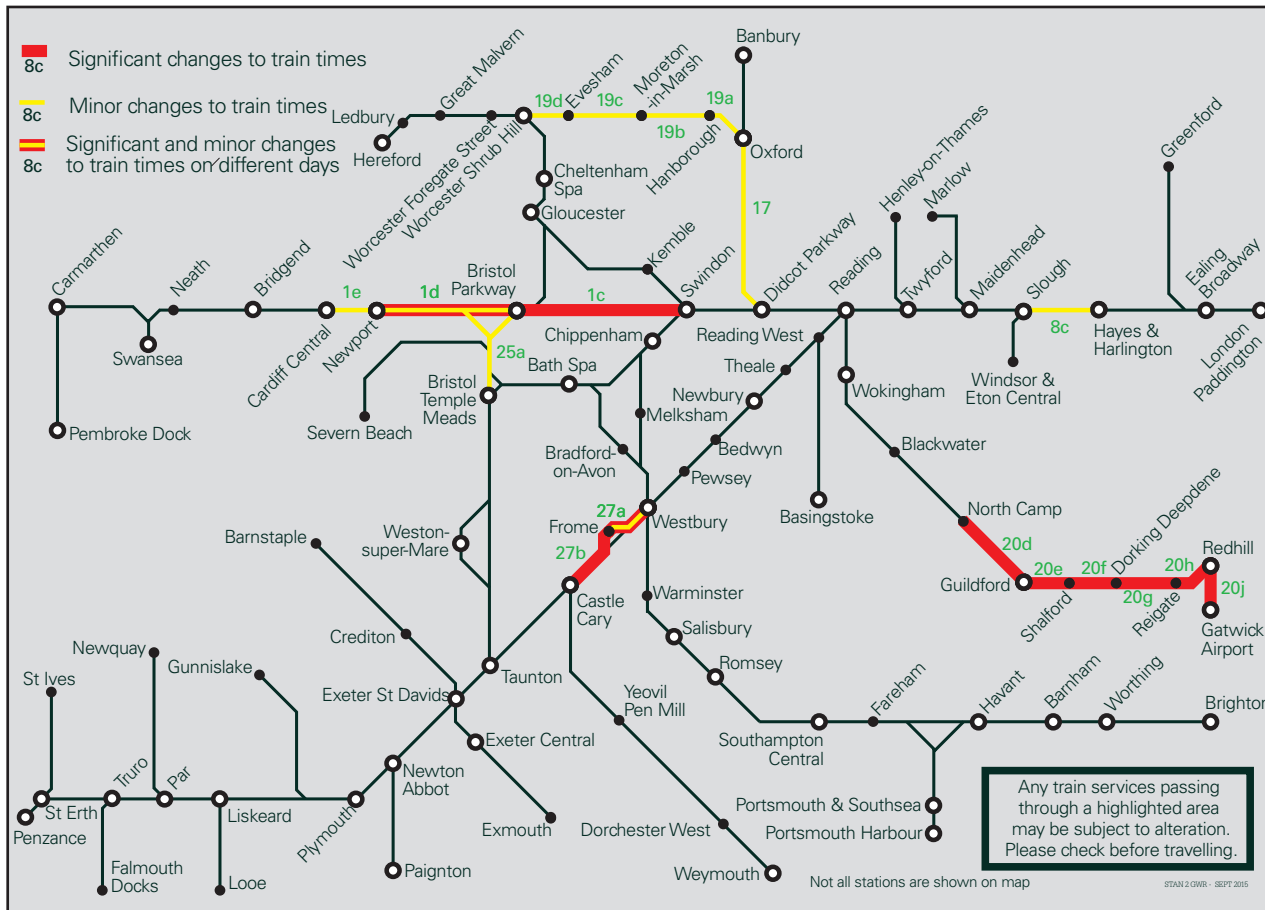 8c
Significant changes to train times
8c
Minor changes to train times
8c
Significant and minor changes
to train times on different days
Banbury
Great Malvern
Ledbury
Hereford
Worcester Foregate Street
Worcester Shrub Hill
19d
Evesham
19c
Moreton
-in-Marsh
19b
19a
Hanborough
Oxford
17
Cheltenham
Spa
Gloucester
Kemble
Henley-on-Thames
Marlow
Greenford
Carmarthen
Neath
Bridgend
Swansea
Pembroke Dock
1e
Cardiff Central
Newport
1d
Bristol
Parkway
1c
Swindon
Didcot Parkway
Reading
Twyford
Maidenhead
Slough
8c
Hayes &
Harlington
Ealing
Broadway
London
Paddington
Windsor &
Eton Central
Chippenham
Reading West
25a
Bath Spa
Bristol
Temple
Meads
Severn Beach
Theale
Newbury
Melksham
Bedwyn
Bradford-
on-Avon
Pewsey
Basingstoke
Wokingham
Blackwater
North Camp
20d
Guildford
20e
Shalford
20f
Dorking Deepdene
20g
Reigate
20h
Redhill
20j
Gatwick
Airport
27a
Frome
Westbury
27b
Castle
Cary
Weston-
super-Mare
Barnstaple
Crediton
Warminster
Salisbury
Romsey
Taunton
Exeter St Davids
Yeovil
Pen Mill
Exeter Central
Newton
Abbot
Exmouth
Paignton
Southampton
Central
Fareham
Havant
Barnham
Worthing
Brighton
Portsmouth & Southsea
Portsmouth Harbour
Dorchester West
Weymouth
Newquay
Gunnislake
St Ives
St Erth
Penzance
Truro
Par
Liskeard
Plymouth
Falmouth
Docks
Looe
Any train services passing
through a highlighted area
may be subject to alteration.
Please check before travelling.
Not all stations are shown on map
STAN 2 GWR - SEPT 2015